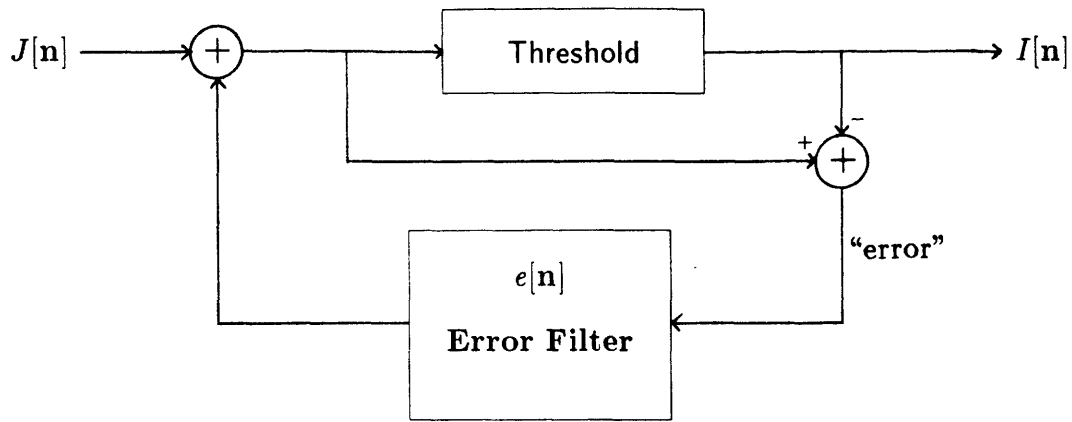 J[n]
+
Threshold
I[n]
−
+
+
“error”
e[n]
Error Filter